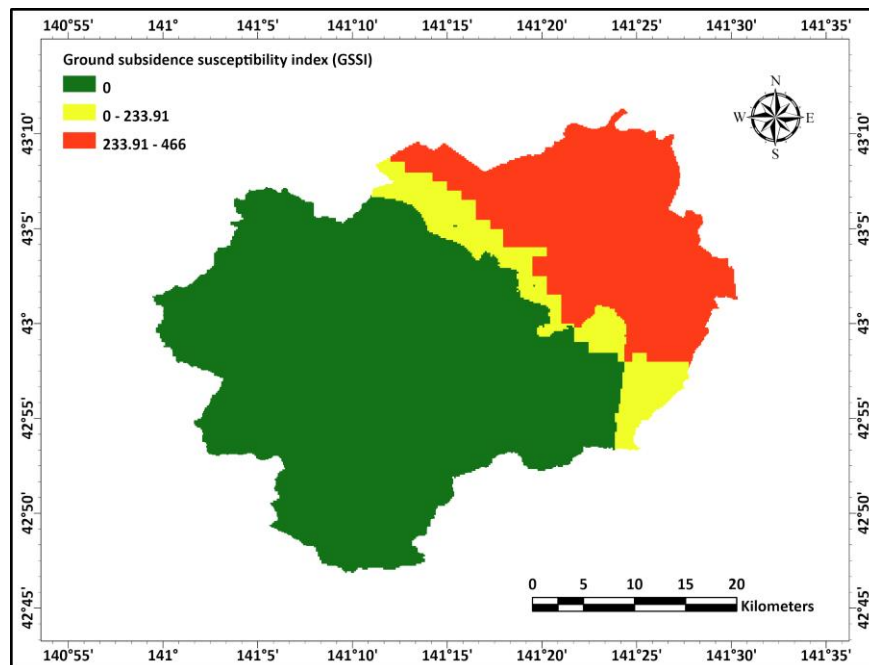 140°55' 141° 141°5' 141°10' 141°15' 141°20' 141°25' 141°30' 141°35'
Ground subsidence susceptibility index (GSSI)
0
0 - 233.91
233.91 - 466
N
W E
S
43°10' 43°10'
43°5' 43°5'
43° 43°
42°55' 42°55'
42°50' 42°50'
42°45' 42°45'
0 5 10 15 20
Kilometers
140°55' 141° 141°5' 141°10' 141°15' 141°20' 141°25' 141°30' 141°35'